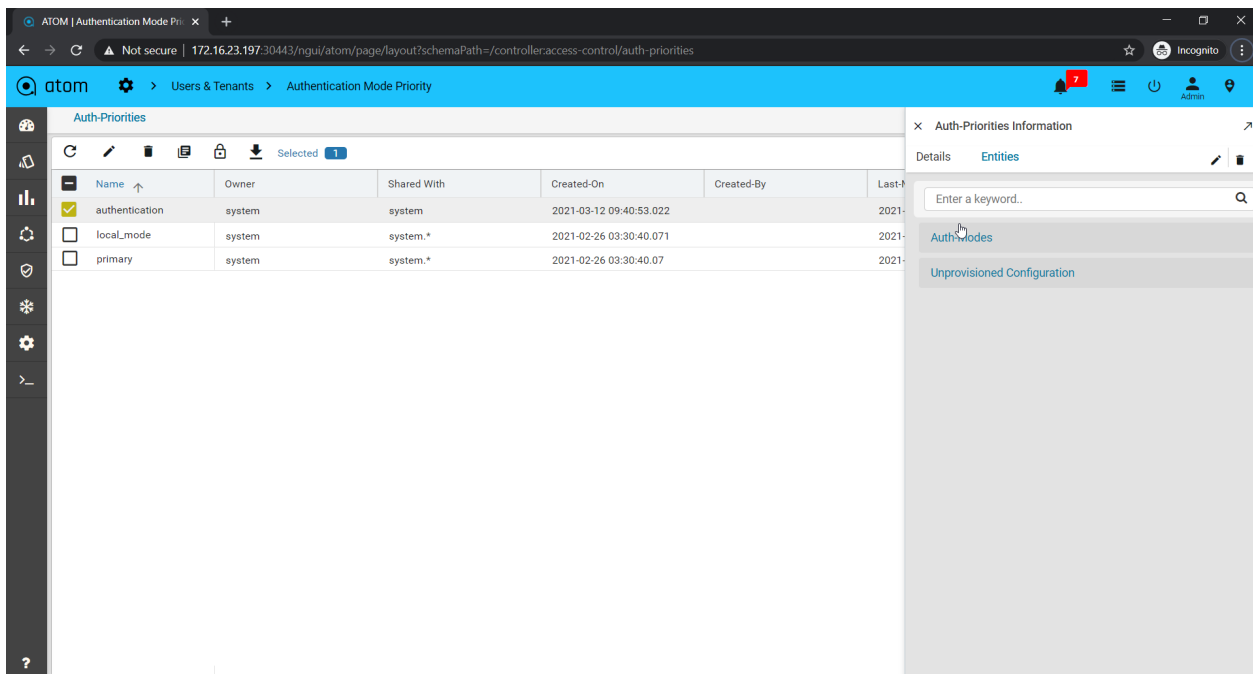 ATOM | Authentication Mode Pri
Not secure | 172.16.23.197:30443/ngui/atom/page/layout?schemaPath=/controller:access-control/auth-priorities
Incognito
atom > Users & Tenants > Authentication Mode Priority
7
Admin
Auth-Priorities
Selected 1
Name Owner Shared With Created-On Created-By Last-M
authentication system system 2021-03-12 09:40:53.022 2021-
local_mode system system.* 2021-02-26 03:30:40.071 2021-
primary system system.* 2021-02-26 03:30:40.07 2021-
Auth-Priorities Information
Details Entities
Enter a keyword..
Auth-Modes
Unprovisioned Configuration
?